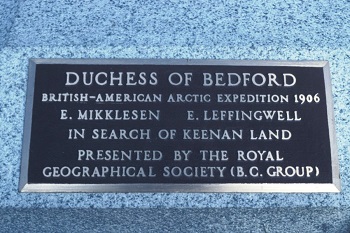 DUCHESS OF BEDFORD
BRITISH-AMERICAN ARCTIC EXPEDITION 1906
E. MIKKLESEN E. LEFFINGWELL
IN SEARCH OF KEENAN LAND
PRESENTED BY THE ROYAL
GEOGRAPHICAL SOCIETY (B.C. GROUP)